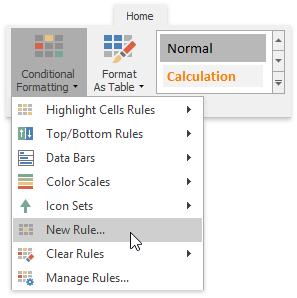 Home
Conditional
Formatting
Format
As Table
Normal
Calculation
Highlight Cells Rules
Top/Bottom Rules
Data Bars
Color Scales
Icon Sets
New Rule...
Clear Rules
Manage Rules...